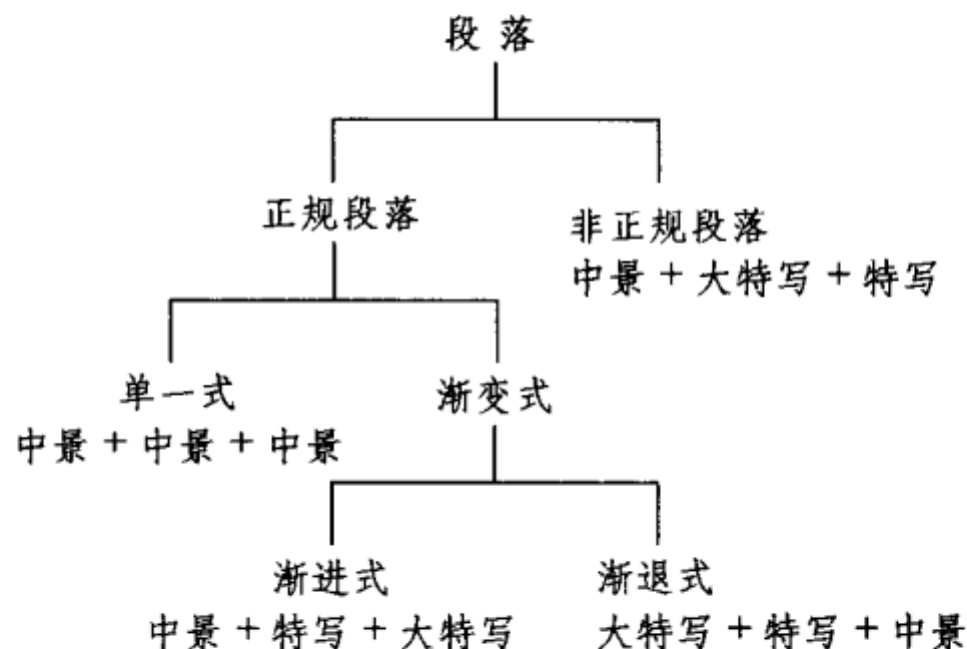 段落
正规段落
非正规段落
中景+大特写+特写
单一式
渐变式
中景+中景+中景
渐进式
渐退式
中景+特写+大特写
大特写+特写+中景